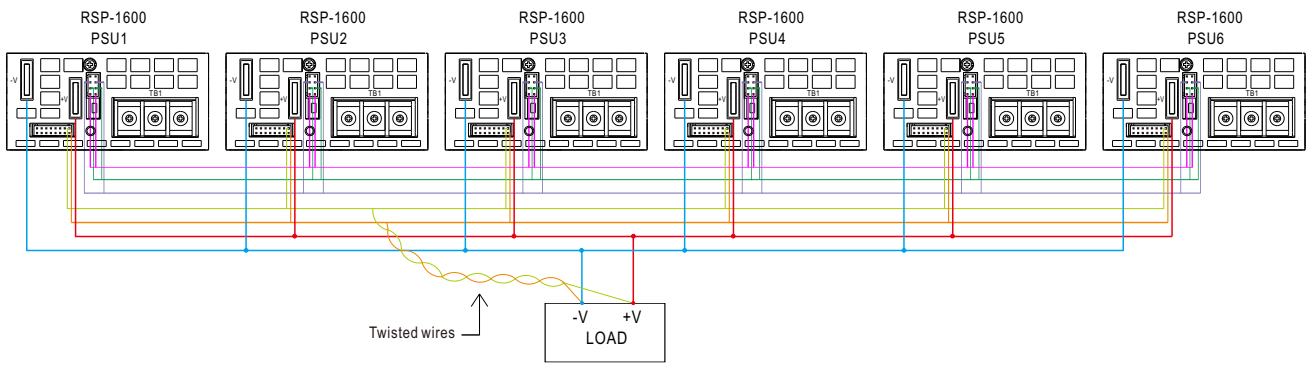 RSP-1600 RSP-1600 RSP-1600 RSP-1600 RSP-1600 RSP-1600
PSU1 PSU2 PSU3 PSU4 PSU5 PSU6
-V -V -V -V -V -V
+V +V +V +V +V +V
TB1 TB1 TB1 TB1 TB1 TB1
-V +V
Twisted wires
LOAD